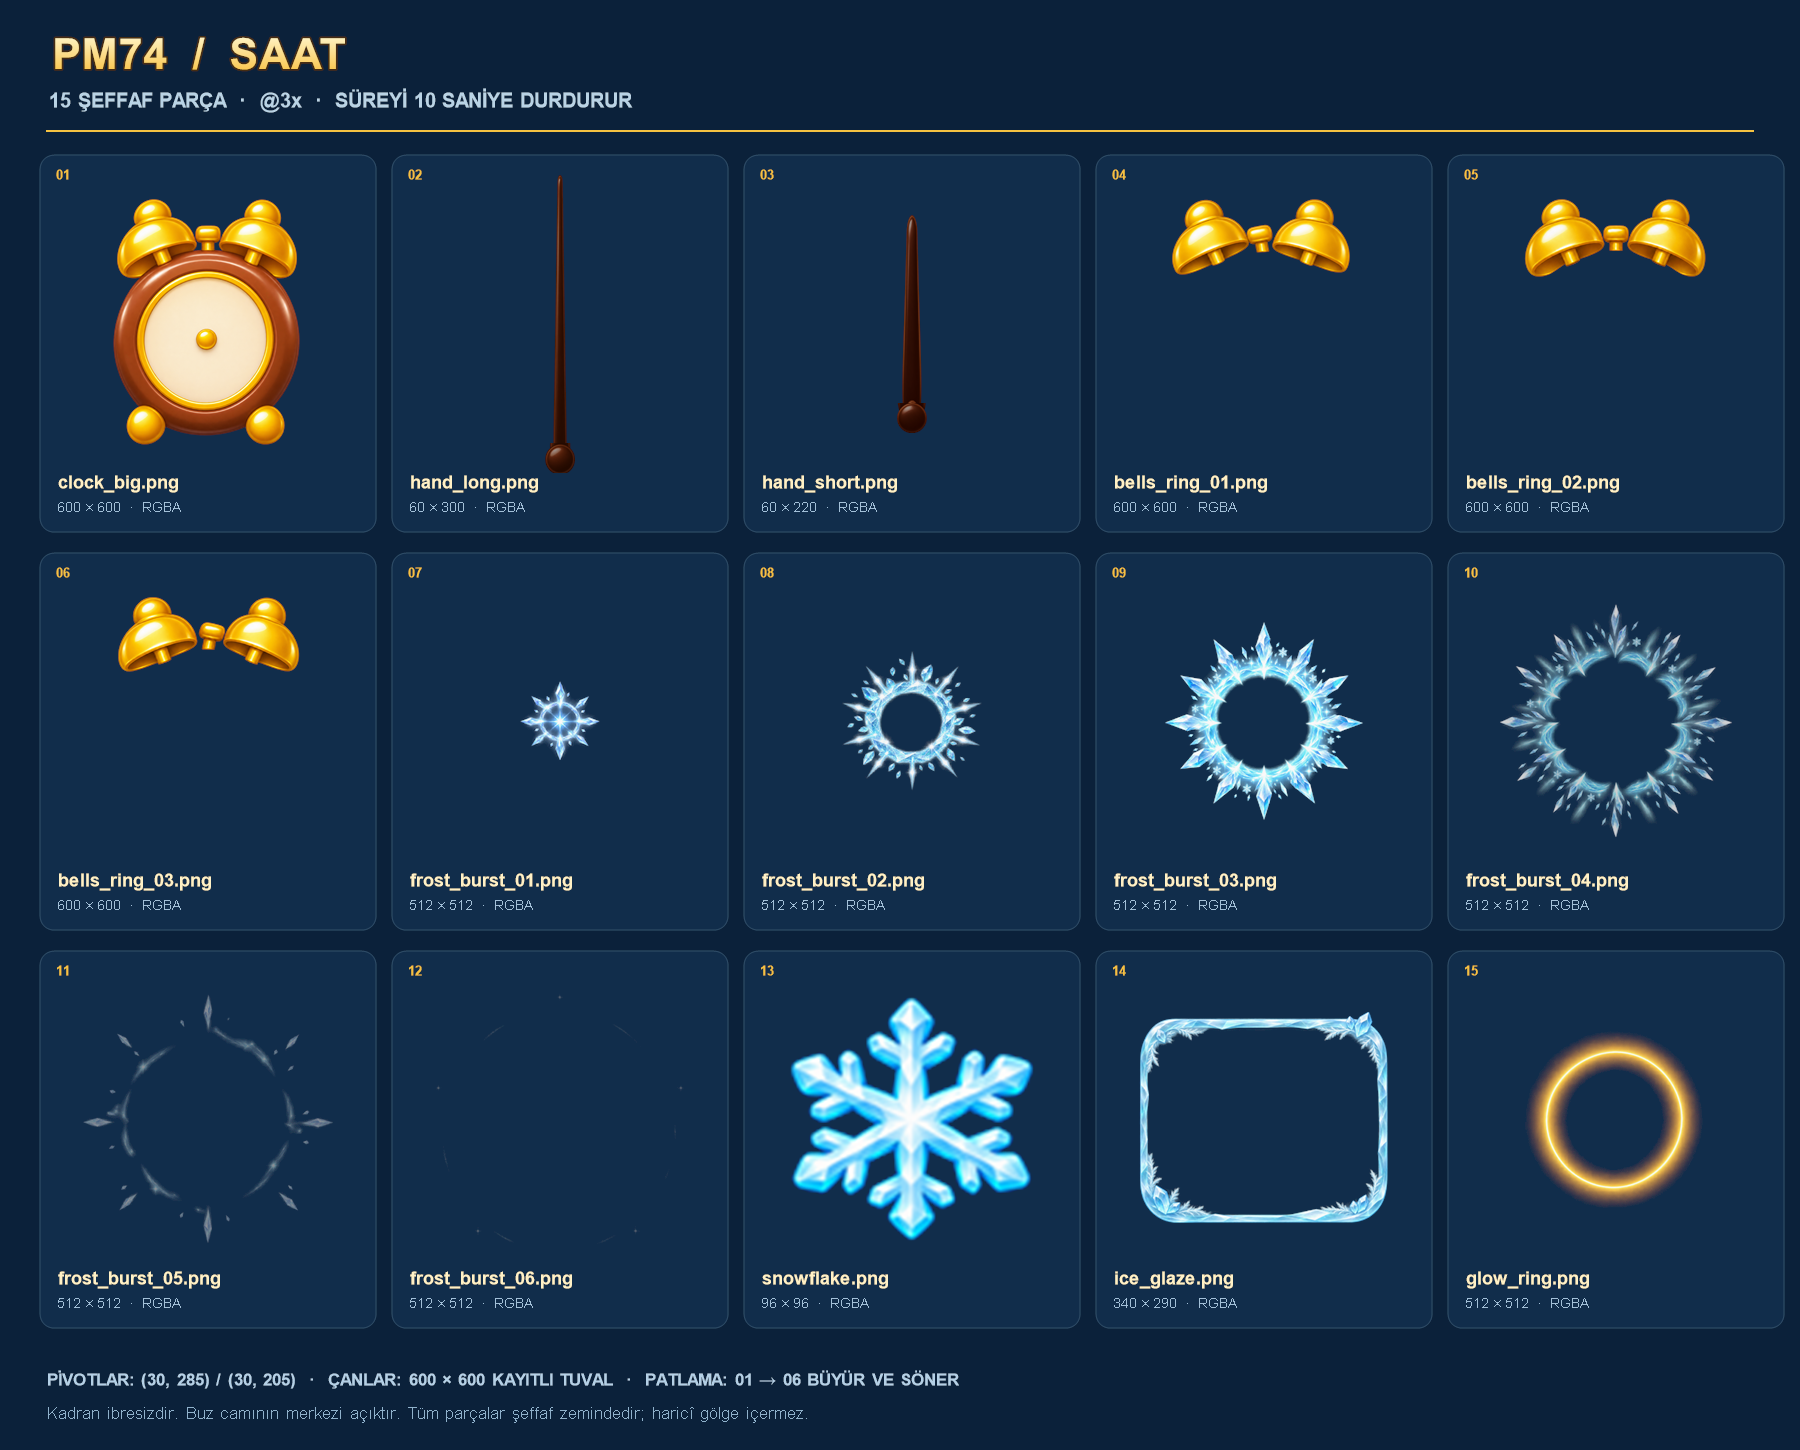 PM74 / SAAT
15 ŞEFFAF PARÇA · @3x · SÜREYİ 10 SANİYE DURDURUR
01
02
03
04
05
clock_big.png
hand_long.png
hand_short.png
bells_ring_01.png
bells_ring_02.png
600 × 600 · RGBA
60 × 300 · RGBA
60 × 220 · RGBA
600 × 600 · RGBA
600 × 600 · RGBA
06
07
08
09
10
bells_ring_03.png
frost_burst_01.png
frost_burst_02.png
frost_burst_03.png
frost_burst_04.png
600 × 600 · RGBA
512 × 512 · RGBA
512 × 512 · RGBA
512 × 512 · RGBA
512 × 512 · RGBA
11
12
13
14
15
frost_burst_05.png
frost_burst_06.png
snowflake.png
ice_glaze.png
glow_ring.png
512 × 512 · RGBA
512 × 512 · RGBA
96 × 96 · RGBA
340 × 290 · RGBA
512 × 512 · RGBA
PİVOTLAR: (30, 285) / (30, 205) · ÇANLAR: 600 × 600 KAYITLI TUVAL · PATLAMA: 01 → 06 BÜYÜR VE SÖNER
Kadran ibresizdir. Buz camının merkezi açıktır. Tüm parçalar şeffaf zemindedir; haricî gölge içermez.